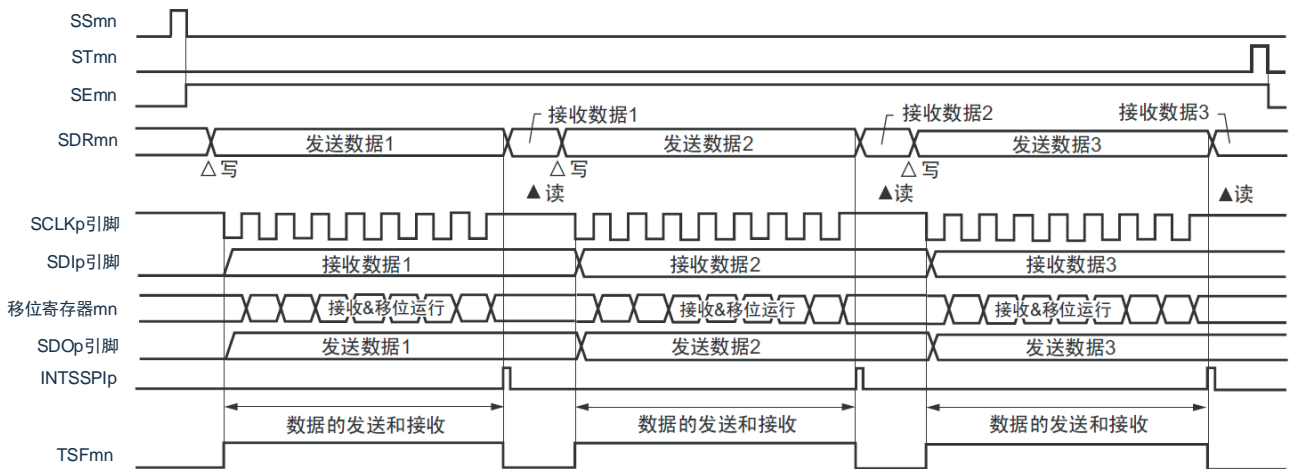 SSmn
STmn
SEmn
接收数据1 接收数据2 接收数据3
SDRmn 发送数据1 发送数据2 发送数据3
△写 △写 △写
▲读 ▲读 ▲读
SCLKp引脚
SDIp引脚 接收数据1 接收数据2 接收数据3
移位寄存器mn 接收&移位运行 接收&移位运行 接收&移位运行
SDOp引脚 发送数据1 发送数据2 发送数据3
INTSSPIp
数据的发送和接收 数据的发送和接收 数据的发送和接收
TSFmn